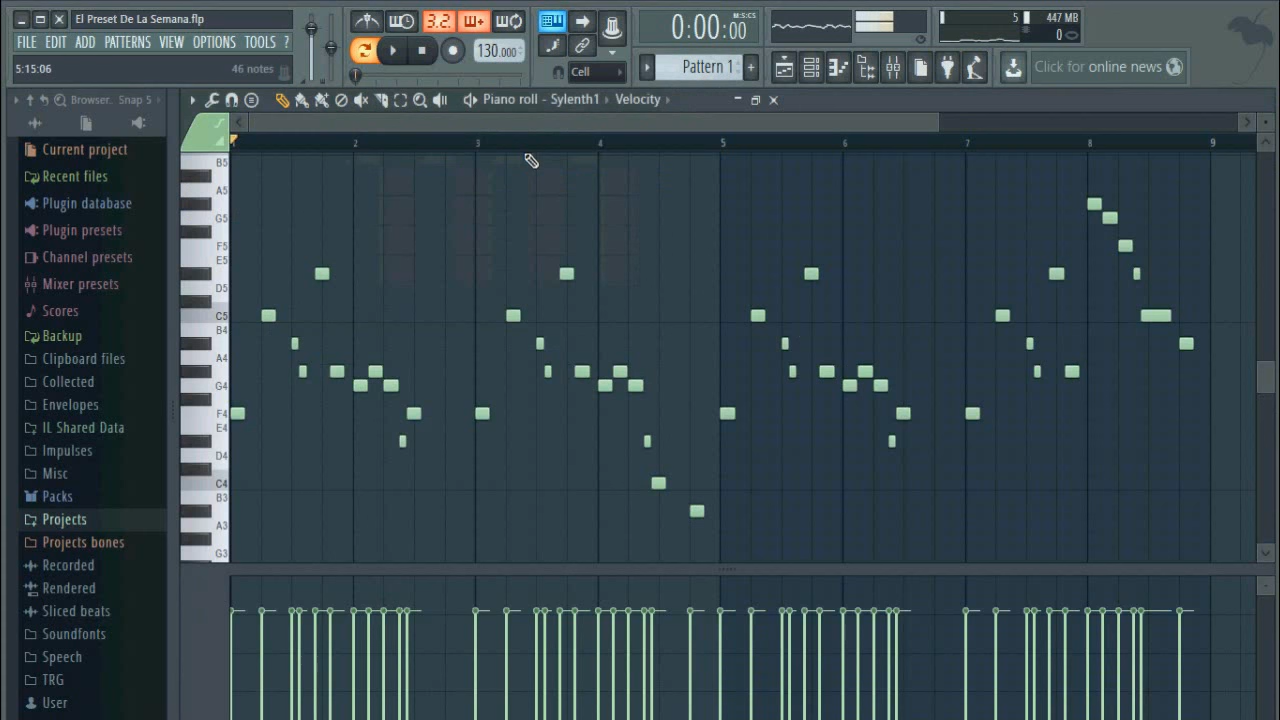 El Preset De La Semana.flp
FILE EDIT ADD PATTERNS VIEW OPTIONS TOOLS ?
5:15:06 46 notes
3.2.
130.000
0:00:00 M:S:CS
Cell
Pattern 1
5 447 MB
0
Click for online news
Browser.. Snap 5
Piano roll - Sylenth1 Velocity
Current project
Recent files
Plugin database
Plugin presets
Channel presets
Mixer presets
Scores
Backup
Clipboard files
Collected
Envelopes
IL Shared Data
Impulses
Misc
Packs
Projects
Projects bones
Recorded
Rendered
Sliced beats
Soundfonts
Speech
TRG
User
2 3 4 5 6 7 8 9
B5
A5
G5
F5
E5
D5
C5
B4
A4
G4
F4
E4
D4
C4
B3
A3
G3